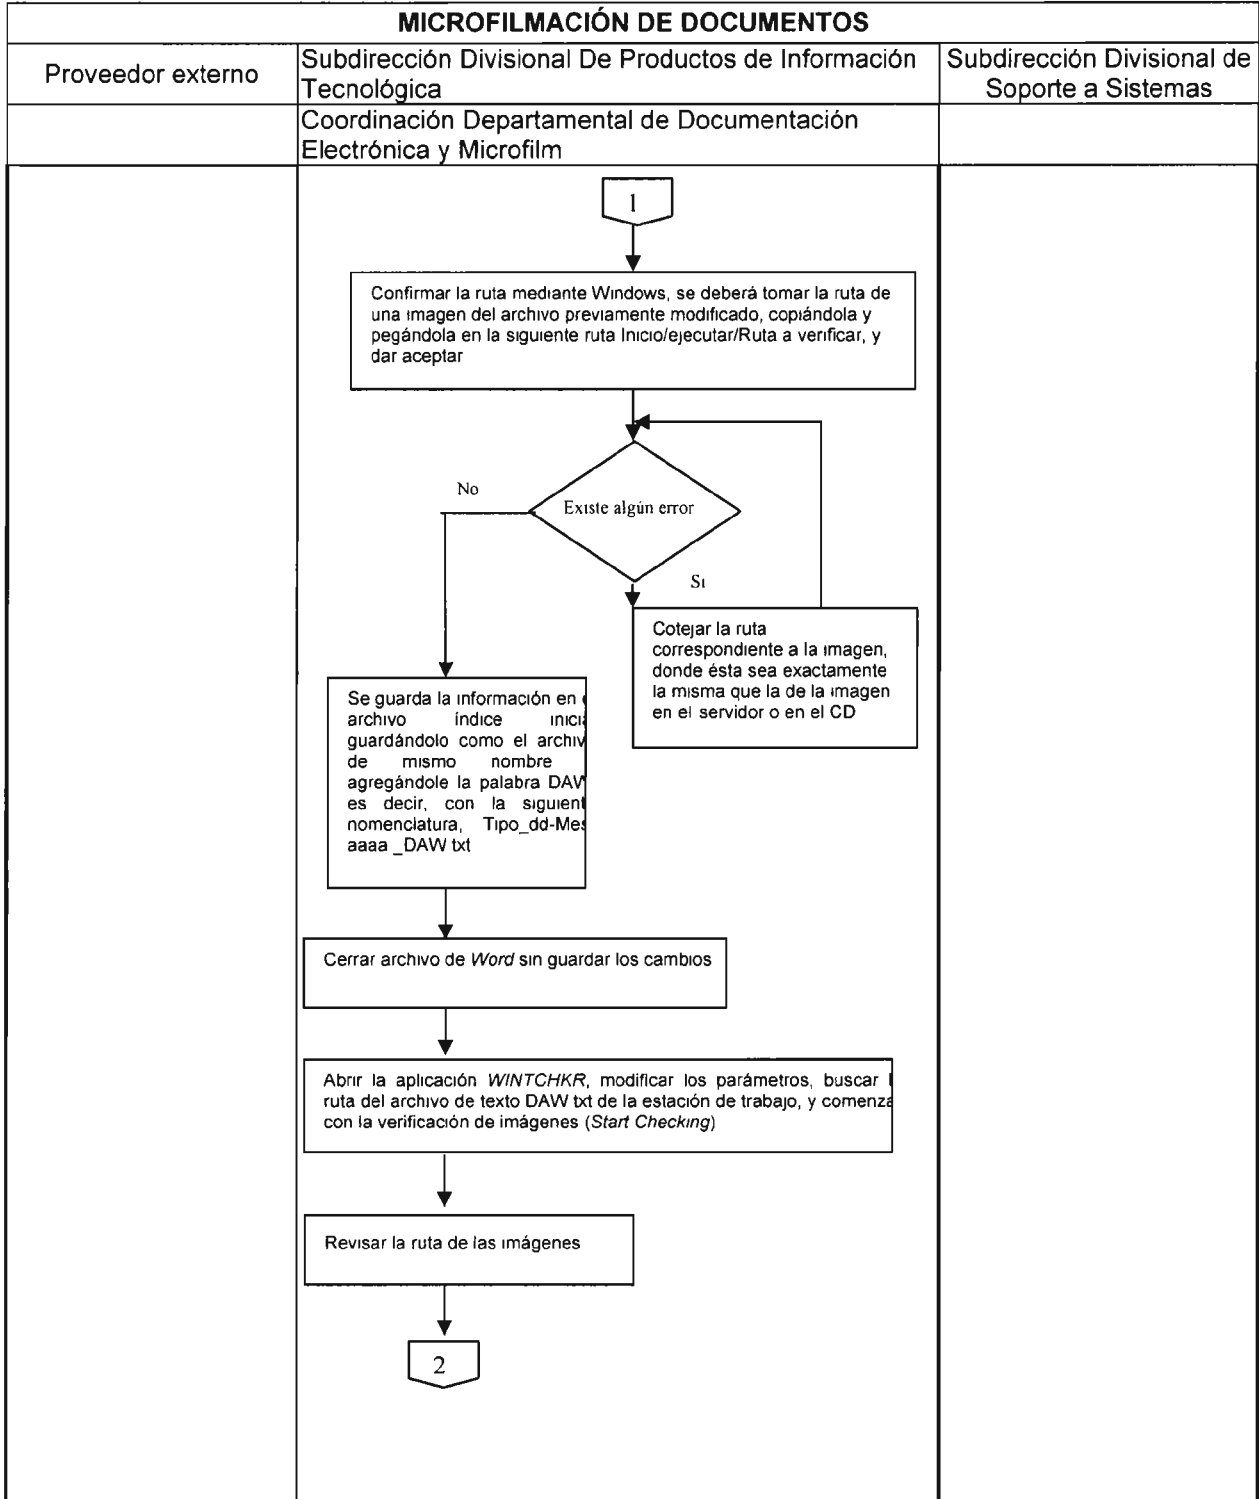 MICROFILMACIÓN DE DOCUMENTOS
Proveedor externo
Subdirección Divisional De Productos de Información
Tecnológica
Subdirección Divisional de
Soporte a Sistemas
Coordinación Departamental de Documentación
Electrónica y Microfilm
1
Confirmar la ruta mediante Windows, se deberá tomar la ruta de
una imagen del archivo previamente modificado, copiándola y
pegándola en la siguiente ruta Inicio/ejecutar/Ruta a verificar, y
dar aceptar
No
Existe algún error
Si
Cotejar la ruta
correspondiente a la imagen,
donde ésta sea exactamente
la misma que la de la imagen
en el servidor o en el CD
Se guarda la información en
archivo índice inicia
guardándolo como el archiv
de mismo nombre
agregándole la palabra DAW
es decir, con la siguient
nomenclatura, Tipo_dd-Mes
aaaa _DAW txt
Cerrar archivo de Word sin guardar los cambios
Abrir la aplicación WINTCHKR, modificar los parámetros, buscar
ruta del archivo de texto DAW txt de la estación de trabajo, y comenza
con la verificación de imágenes (Start Checking)
Revisar la ruta de las imágenes
2